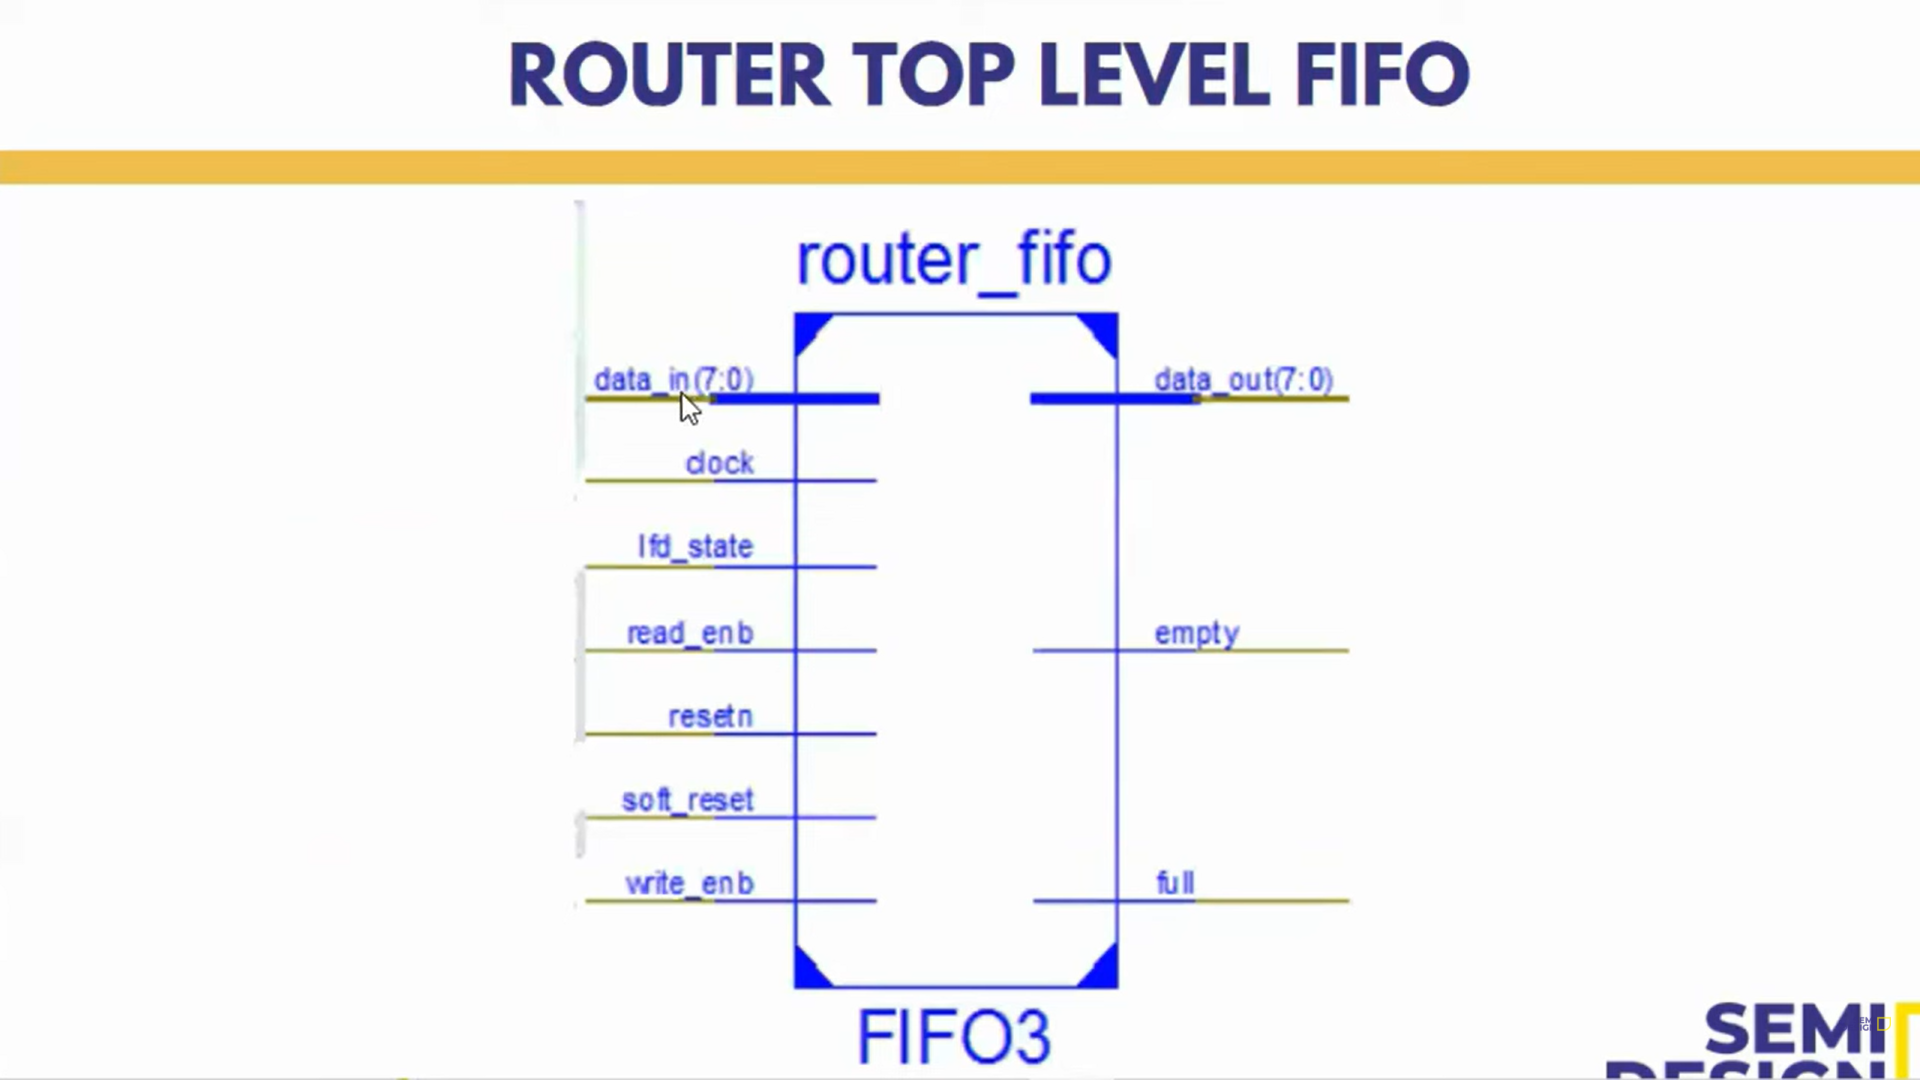 ROUTER TOP LEVEL FIFO
router_fifo
data_in(7:0)
data_out(7:0)
clock
lfd_state
read_enb
empty
resetn
soft_reset
write_enb
full
FIFO3
SEMI
DESIGN